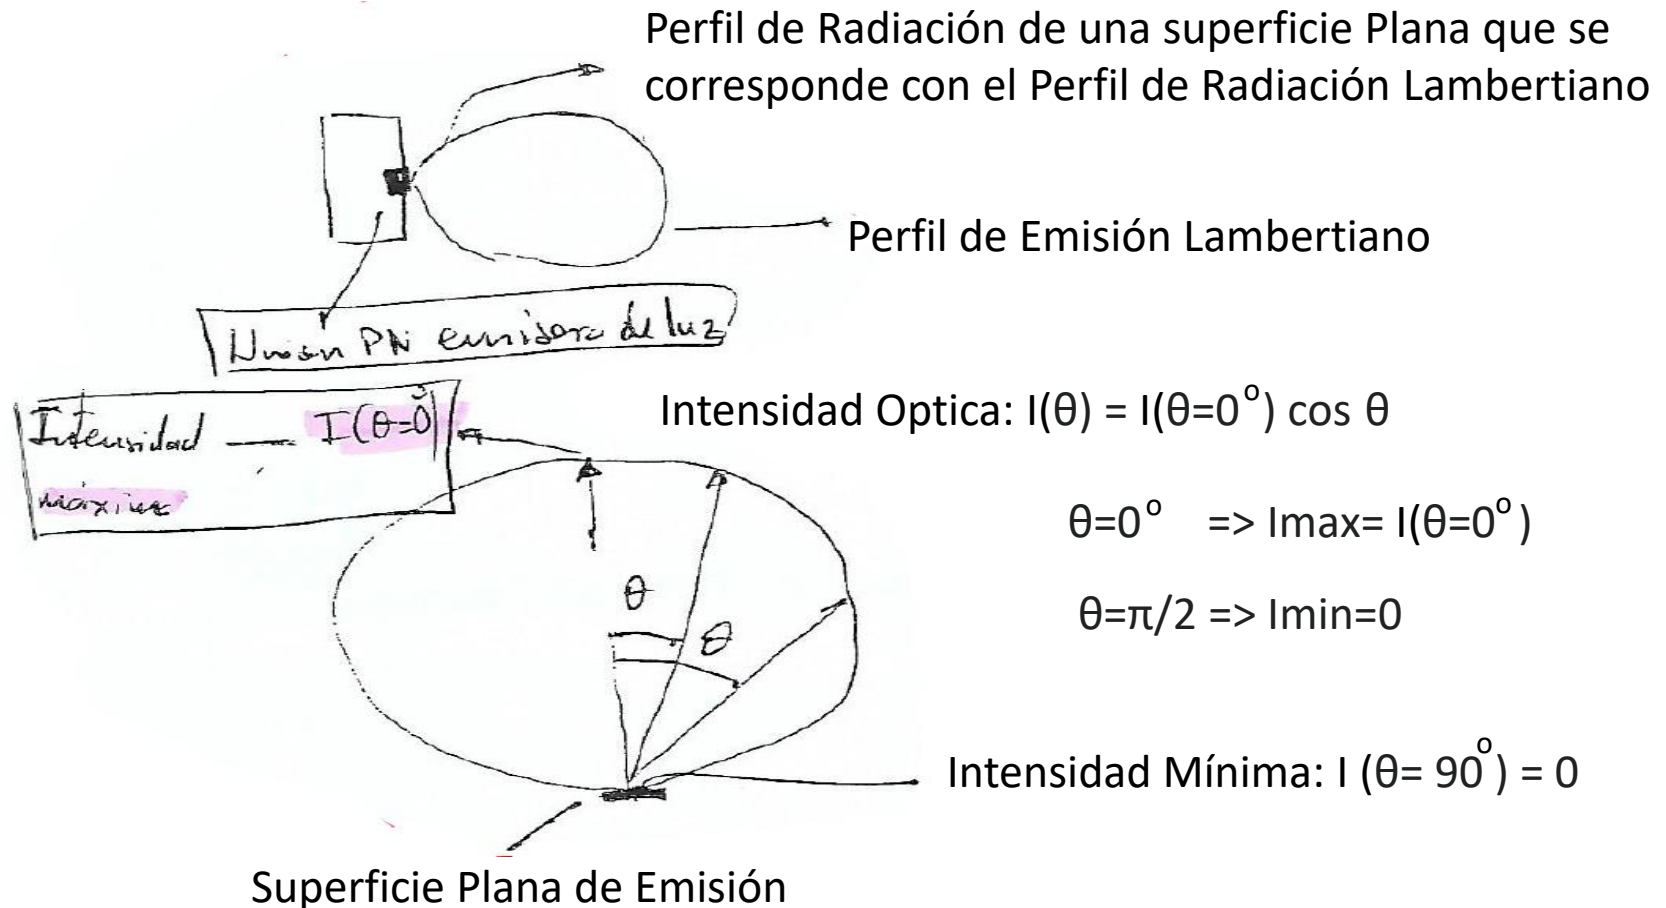 Perfil de Radiación de una superficie Plana que se
corresponde con el Perfil de Radiación Lambertiano
Perfil de Emisión Lambertiano
Unión PN emisora de luz
Intensidad — I(θ=0°)
máxima
Intensidad Optica: I(θ) = I(θ=0°) cos θ
θ=0° => Imax= I(θ=0°)
θ=π/2 => Imin=0
θ
θ
Intensidad Mínima: I (θ= 90°) = 0
Superficie Plana de Emisión